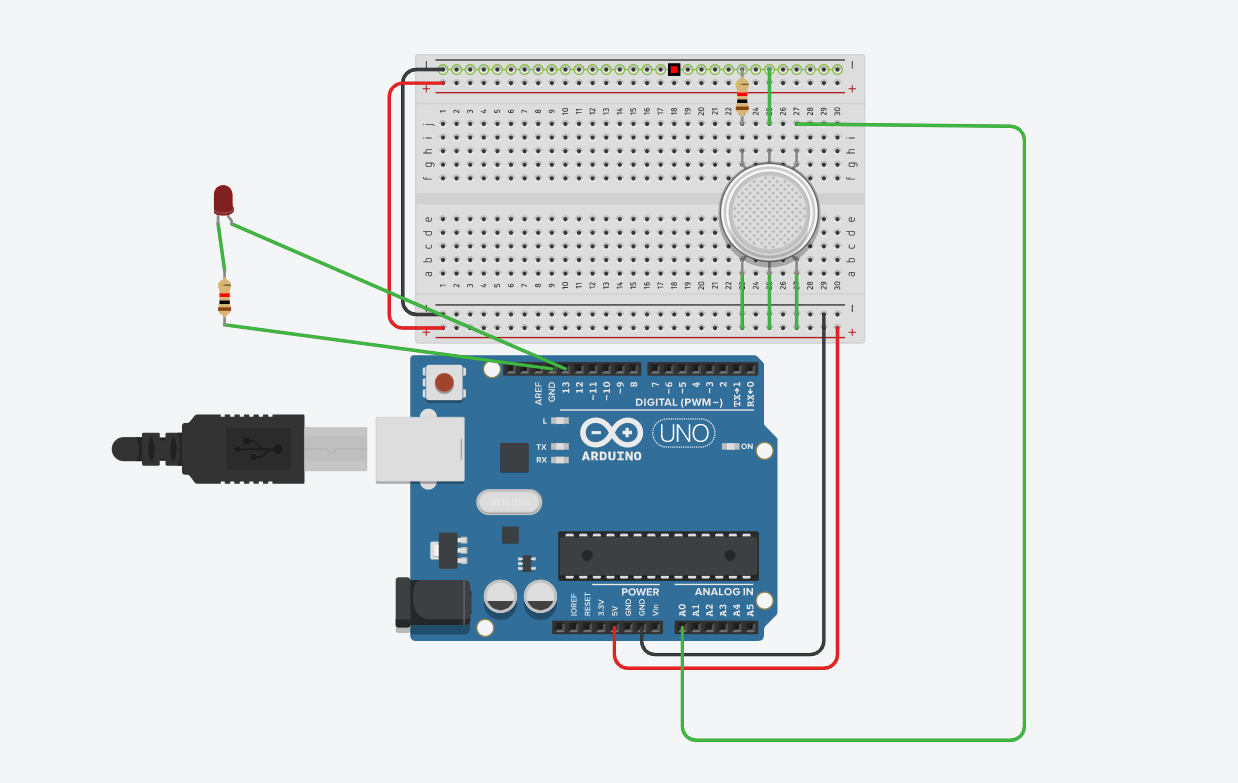 − −
+ +
1 2 3 4 5 6 7 8 9 10 11 12 13 14 15 16 17 18 19 20 21 22 24 26 27 28 29 30
j j
i i
h h
g g
f f
e e
d d
c c
b b
a a
1 2 3 4 5 6 7 8 9 10 11 12 13 14 15 16 17 18 19 20 21 22 23 24 25 26 27 28 29 30
− −
+ +
AREF GND 13 12 ~11 ~10 ~9 8 7 ~6 ~5 4 ~3 2 TX→1 RX←0
DIGITAL (PWM~)
L
UNO
TX ON
RX ARDUINO
POWER ANALOG IN
IOREF RESET 3.3V 5V GND GND Vin A0 A1 A2 A3 A4 A5